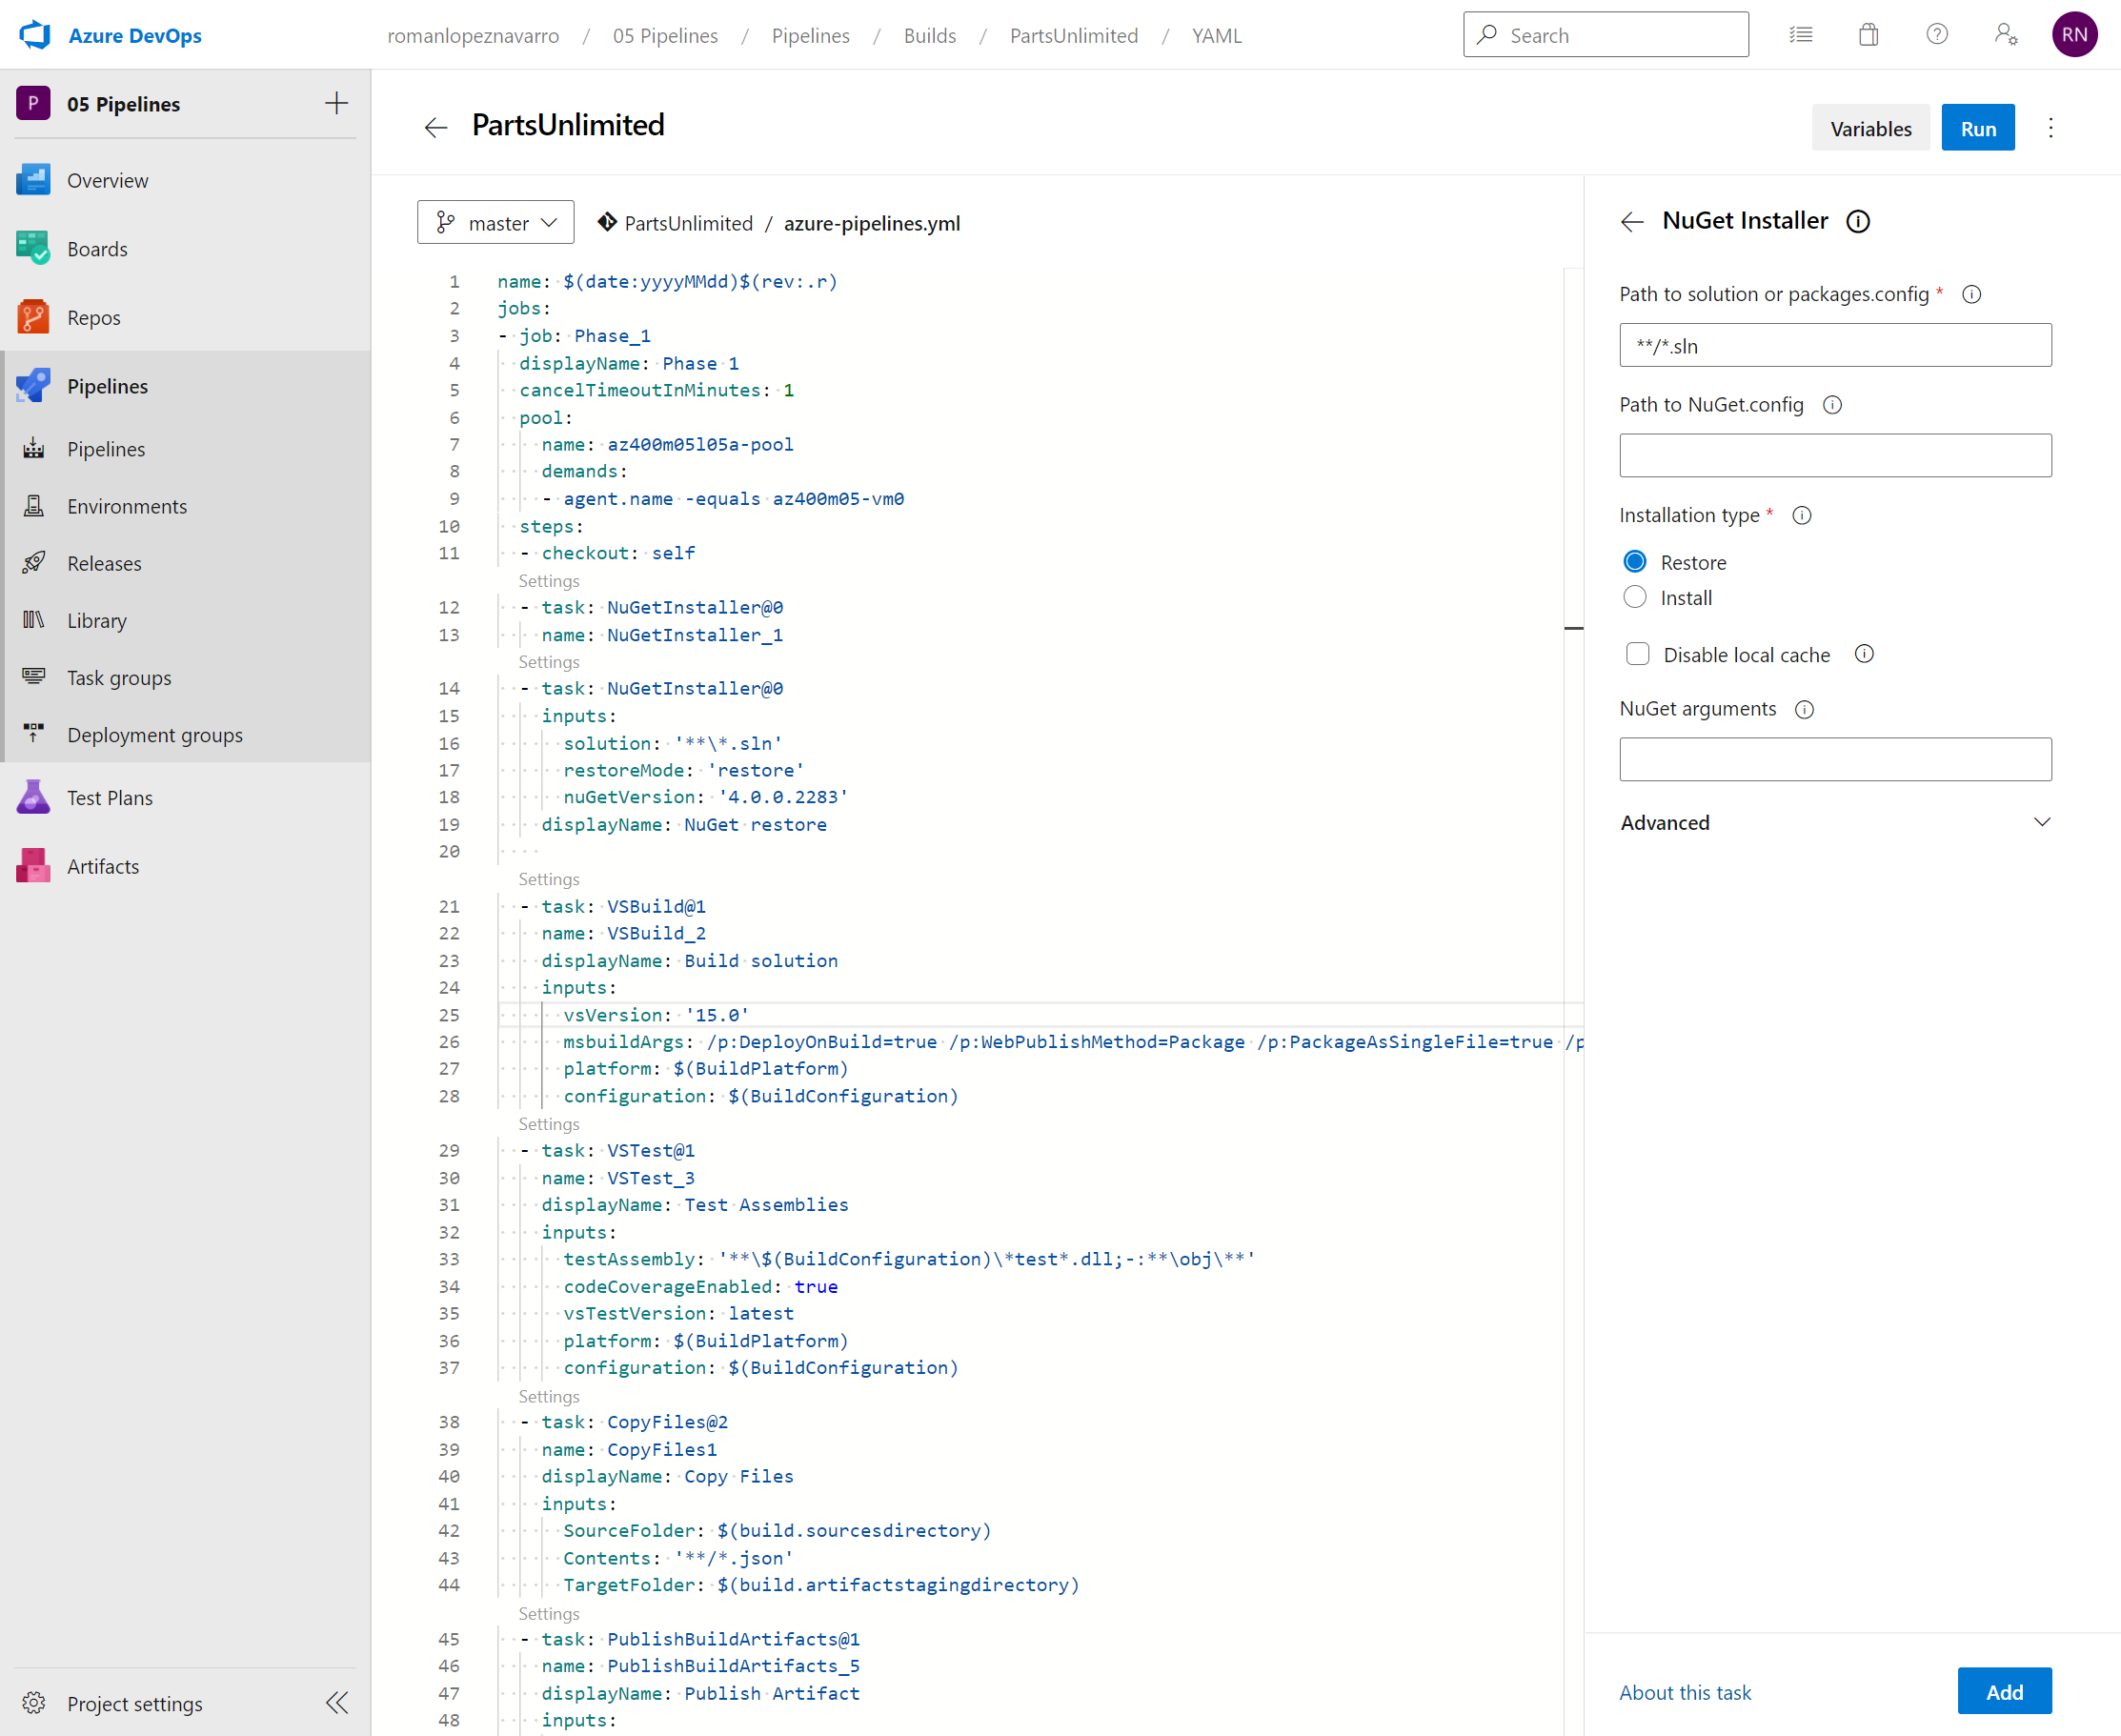 Azure DevOps
romanlopeznavarro / 05 Pipelines / Pipelines / Builds / PartsUnlimited / YAML
Search
RN
P 05 Pipelines
Overview
Boards
Repos
Pipelines
Pipelines
Environments
Releases
Library
Task groups
Deployment groups
Test Plans
Artifacts
Project settings
PartsUnlimited
Variables
Run
master
PartsUnlimited / azure-pipelines.yml
1 name: $(date:yyyyMMdd)$(rev:.r)
2 jobs:
3 - job: Phase_1
4 displayName: Phase 1
5 cancelTimeoutInMinutes: 1
6 pool:
7 name: az400m05l05a-pool
8 demands:
9 - agent.name -equals az400m05-vm0
10 steps:
11 - checkout: self
Settings
12 - task: NuGetInstaller@0
13 name: NuGetInstaller_1
Settings
14 - task: NuGetInstaller@0
15 inputs:
16 solution: '**\*.sln'
17 restoreMode: 'restore'
18 nuGetVersion: '4.0.0.2283'
19 displayName: NuGet restore
20
Settings
21 - task: VSBuild@1
22 name: VSBuild_2
23 displayName: Build solution
24 inputs:
25 vsVersion: '15.0'
26 msbuildArgs: /p:DeployOnBuild=true /p:WebPublishMethod=Package /p:PackageAsSingleFile=true /p
27 platform: $(BuildPlatform)
28 configuration: $(BuildConfiguration)
Settings
29 - task: VSTest@1
30 name: VSTest_3
31 displayName: Test Assemblies
32 inputs:
33 testAssembly: '**\$(BuildConfiguration)\*test*.dll;-:**\obj\**'
34 codeCoverageEnabled: true
35 vsTestVersion: latest
36 platform: $(BuildPlatform)
37 configuration: $(BuildConfiguration)
Settings
38 - task: CopyFiles@2
39 name: CopyFiles1
40 displayName: Copy Files
41 inputs:
42 SourceFolder: $(build.sourcesdirectory)
43 Contents: '**/*.json'
44 TargetFolder: $(build.artifactstagingdirectory)
Settings
45 - task: PublishBuildArtifacts@1
46 name: PublishBuildArtifacts_5
47 displayName: Publish Artifact
48 inputs:
NuGet Installer
Path to solution or packages.config *
**/*.sln
Path to NuGet.config
Installation type *
Restore
Install
Disable local cache
NuGet arguments
Advanced
About this task
Add